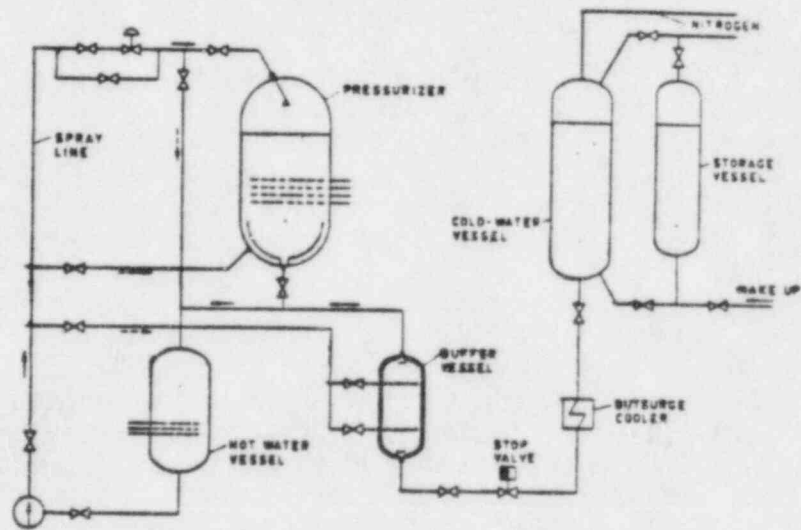 NITROGEN
PRESSURIZER
SPRAY
LINE
STORAGE
VESSEL
COLD-WATER
VESSEL
MAKE UP
BUFFER
VESSEL
OUTSURGE
COOLER
STOP
VALVE
HOT WATER
VESSEL